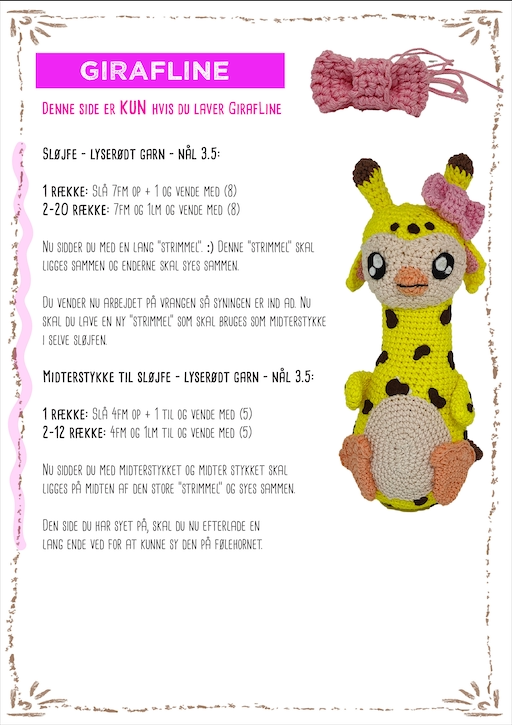 GIRAFLINE
Denne side er KUN hvis du laver GirafLine
Sløjfe - lyserødt garn - nål 3.5:
1 række: Slå 7fm op + 1 og vende med (8)
2-20 række: 7fm og 1lm og vende med (8)
Nu sidder du med en lang "strimmel". :) Denne "strimmel" skal
ligges sammen og enderne skal syes sammen.
Du vender nu arbejdet på vrangen så syningen er ind ad. Nu
skal du lave en ny "strimmel" som skal bruges som midterstykke
i selve sløjfen.
Midterstykke til sløjfe - lyserødt garn - nål 3.5:
1 række: Slå 4fm op + 1 til og vende med (5)
2-12 række: 4fm og 1lm til og vende med (5)
Nu sidder du med midterstykket og midter stykket skal
ligges på midten af den store "strimmel" og syes sammen.
Den side du har syet på, skal du nu efterlade en
lang ende ved for at kunne sy den på følehornet.